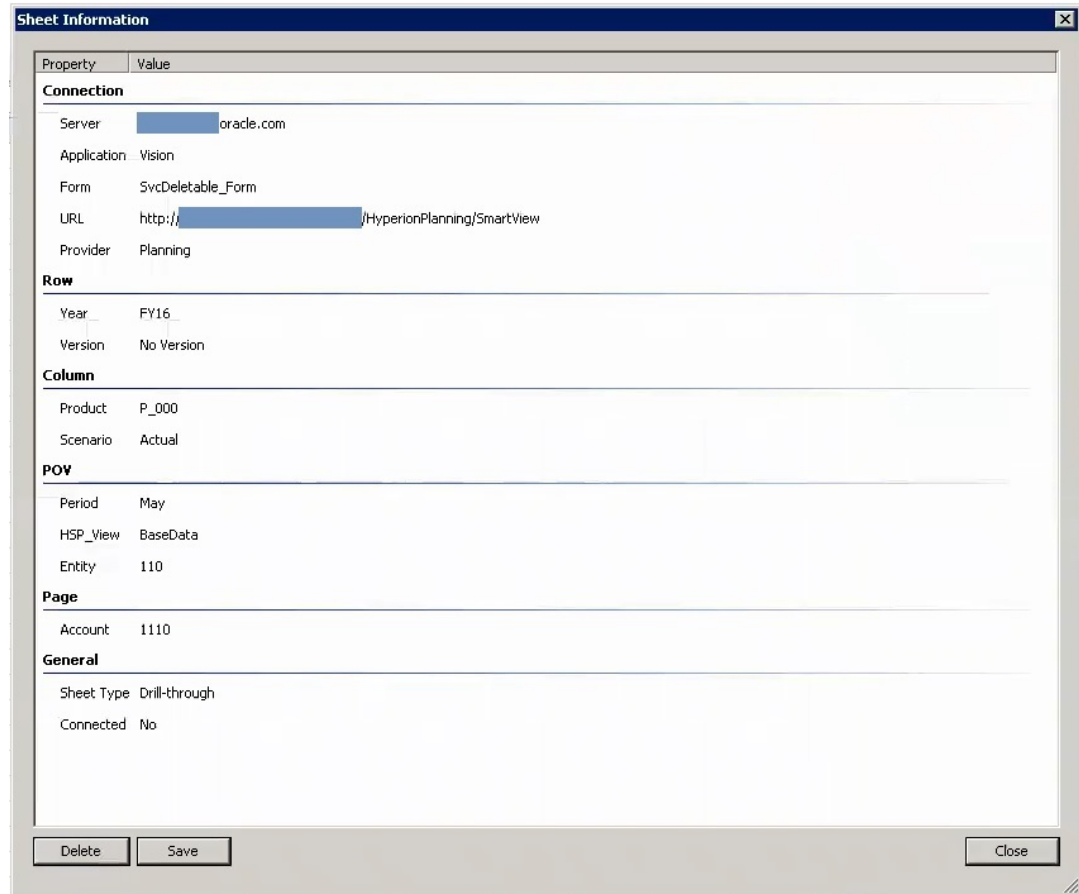 Sheet Information
Property Value
Connection
Server oracle.com
Application Vision
Form SvcDeletable_Form
URL http:// /HyperionPlanning/SmartView
Provider Planning
Row
Year FY16
Version No Version
Column
Product P_000
Scenario Actual
POV
Period May
HSP_View BaseData
Entity 110
Page
Account 1110
General
Sheet Type Drill-through
Connected No
Delete Save Close